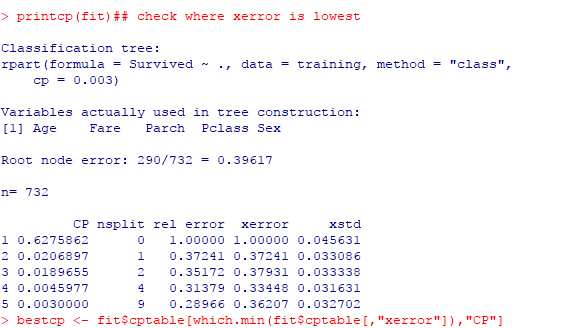 > printcp(fit)## check where xerror is lowest
Classification tree:
rpart(formula = Survived ~ ., data = training, method = "class",
    cp = 0.003)
Variables actually used in tree construction:
[1] Age    Fare   Parch  Pclass Sex
Root node error: 290/732 = 0.39617
n= 732
         CP nsplit rel error  xerror     xstd
1 0.6275862      0   1.00000 1.00000 0.045631
2 0.0206897      1   0.37241 0.37241 0.033086
3 0.0189655      2   0.35172 0.37931 0.033338
4 0.0045977      4   0.31379 0.33448 0.031631
5 0.0030000      9   0.28966 0.36207 0.032702
> bestcp <- fit$cptable[which.min(fit$cptable[,"xerror"]),"CP"]